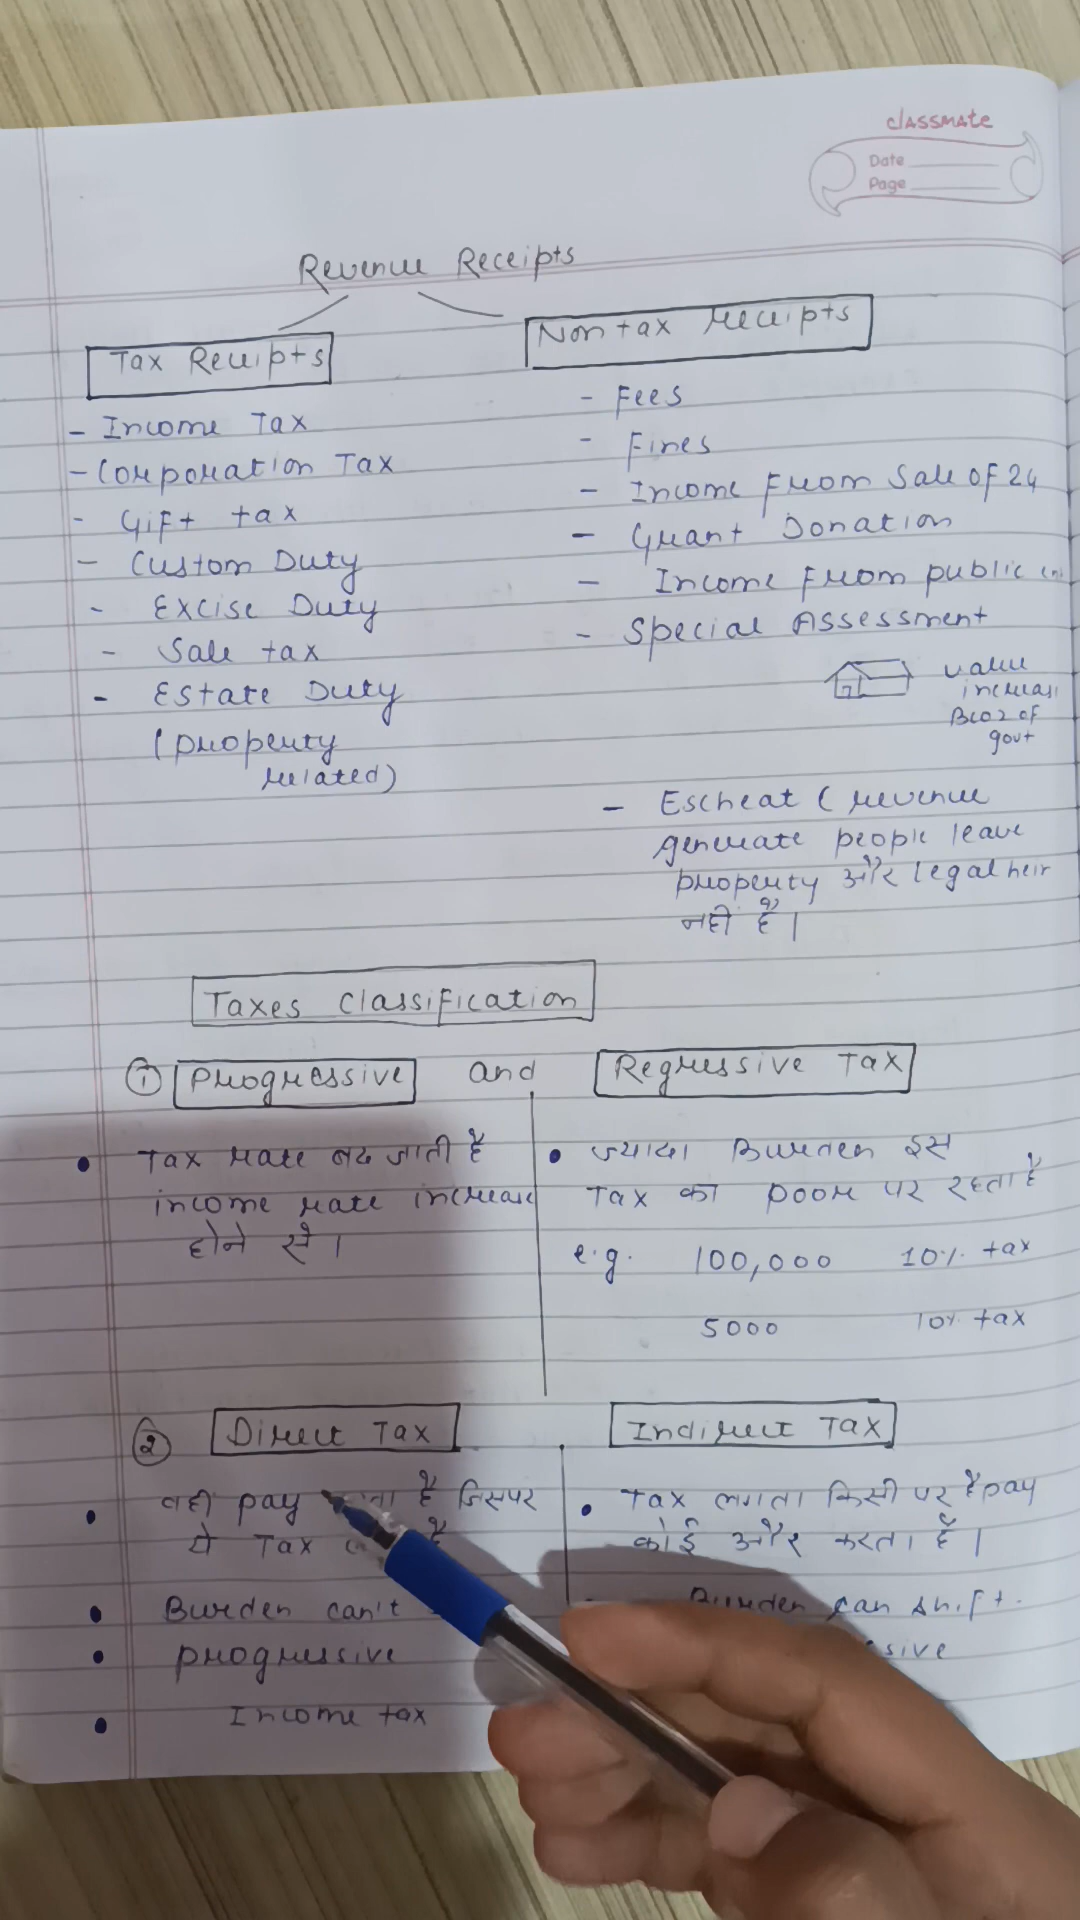 classmate
Date
Page
Revenue Receipts
Tax Receipts
Non tax receipts
- Income Tax
- Corporation Tax
- Gift tax
- Custom Duty
- Excise Duty
- Sale tax
- Estate Duty
(property
related)
- Fees
- Fines
- Income From Sale OF 24
- Grant Donation
- Income From public
- Special Assessment
value
increas
Bcoz of
govt
- Escheat ( revenue
generate people leave
property और legal heir
नही है।
Taxes Classification
① Progressive and Regressive Tax
• Tax rate बढ जाती है
income rate increase
होने से।
• ज्यादा Burden इस
Tax का poor पर रहता है
e.g. 100,000 10% tax
5000 10% tax
② Direct Tax
Indirect Tax
• वही pay है जिसपर
ये Tax है
• Burden can't
• progressive
• Income tax
• Tax लगता किसी पर है pay
कोई और करता है।
Burden can shift.